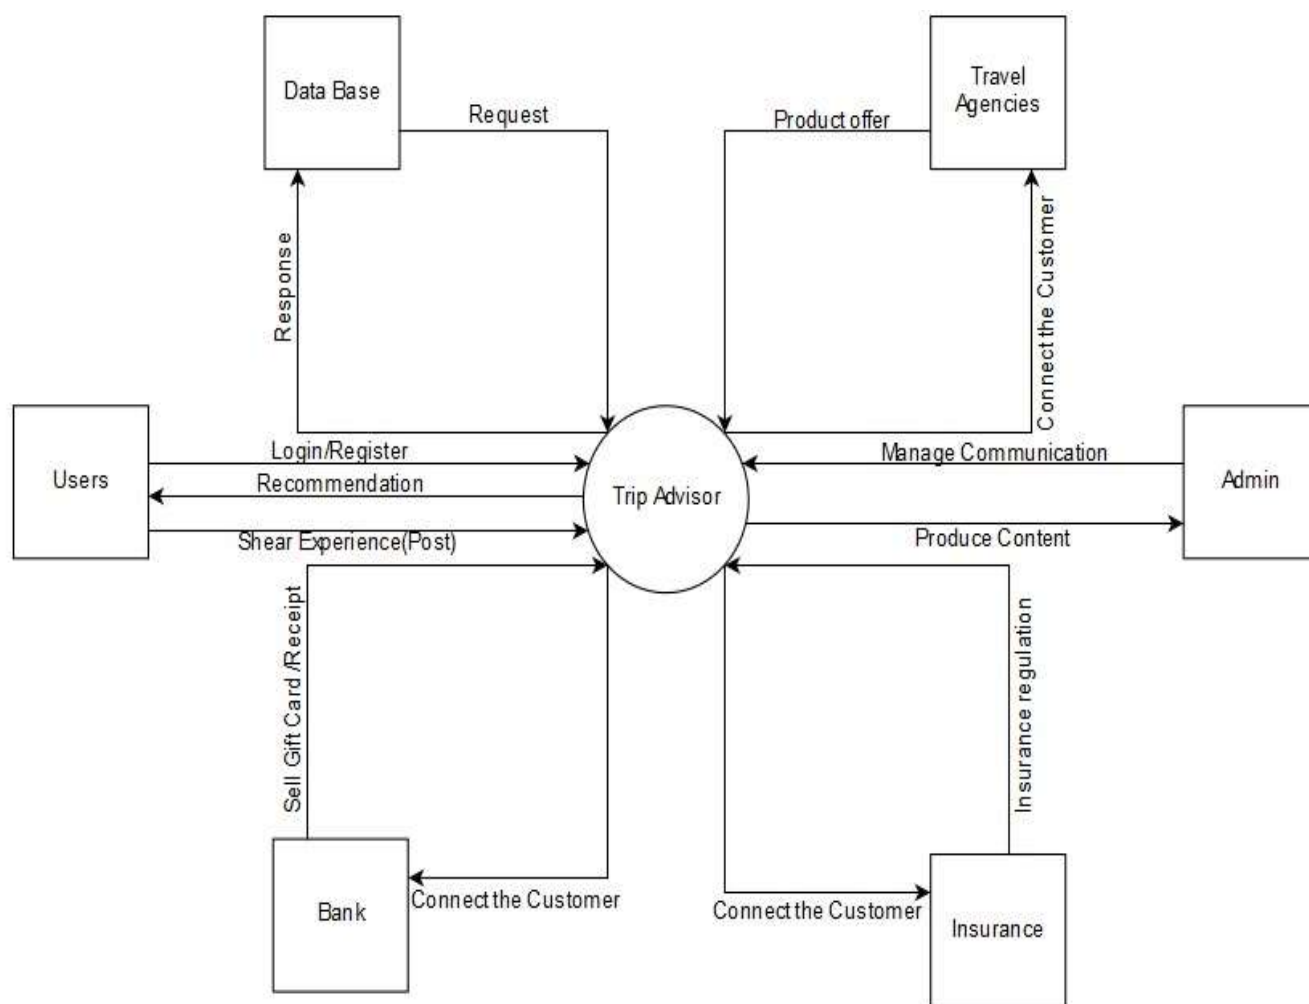 Data Base
Travel
Agencies
Request
Product offer
Response
Connect the Customer
Users
Login/Register
Recommendation
Shear Experience(Post)
Trip Advisor
Manage Communication
Produce Content
Admin
Sell Gift Card /Receipt
Insurance regulation
Bank
Connect the Customer
Connect the Customer
Insurance